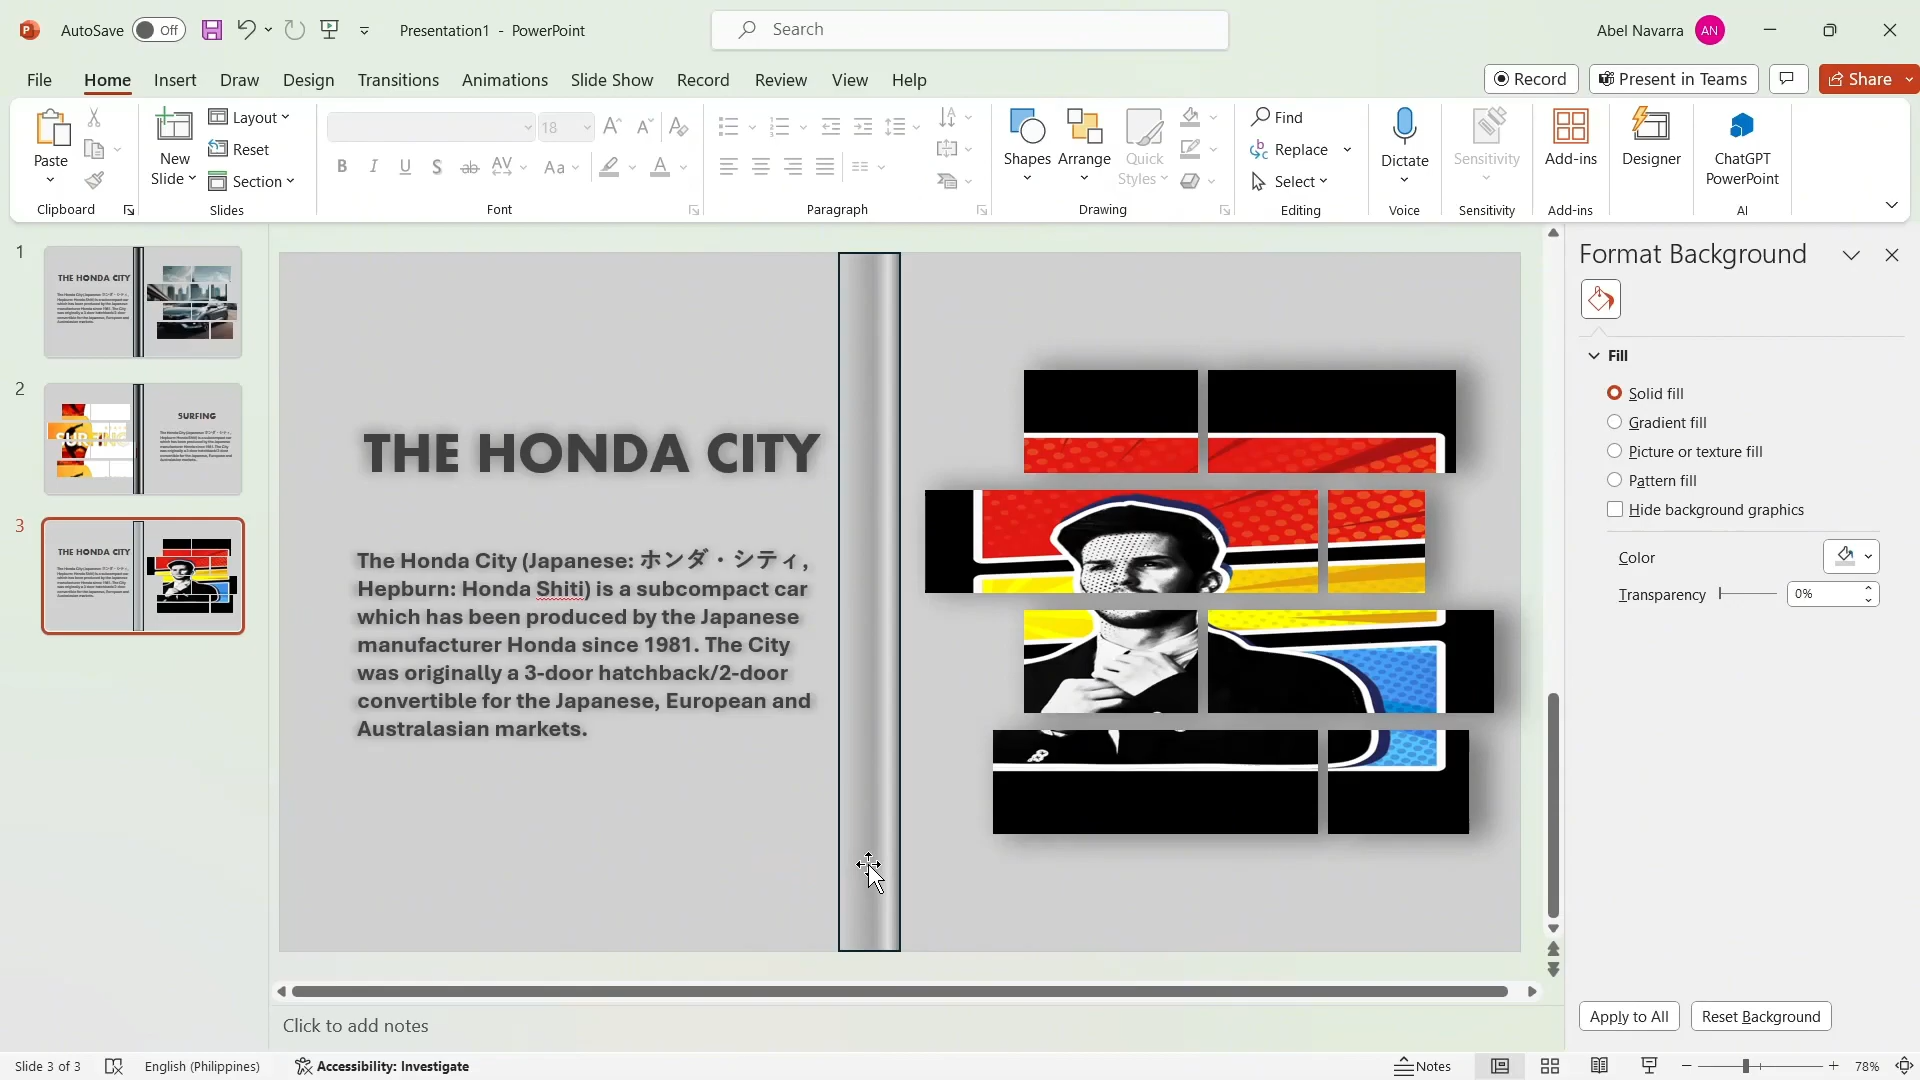 AutoSave Off Presentation1 - PowerPoint Search Abel Navarra AN
File Home Insert Draw Design Transitions Animations Slide Show Record Review View Help Record Present in Teams Share
Paste New Slide Layout Reset Section 18 B I U S ab AV Aa A Shapes Arrange Quick Styles Find Replace Select Dictate Sensitivity Add-ins Designer ChatGPT PowerPoint
Clipboard Slides Font Paragraph Drawing Editing Voice Sensitivity Add-ins AI
1
THE HONDA CITY
2
SURFING
SURFING
3
THE HONDA CITY
THE HONDA CITY
The Honda City (Japanese: ホンダ・シティ,
Hepburn: Honda Shiti) is a subcompact car
which has been produced by the Japanese
manufacturer Honda since 1981. The City
was originally a 3-door hatchback/2-door
convertible for the Japanese, European and
Australasian markets.
Format Background
Fill
Solid fill
Gradient fill
Picture or texture fill
Pattern fill
Hide background graphics
Color
Transparency 0%
Apply to All Reset Background
Click to add notes
Slide 3 of 3 English (Philippines) Accessibility: Investigate Notes 78%